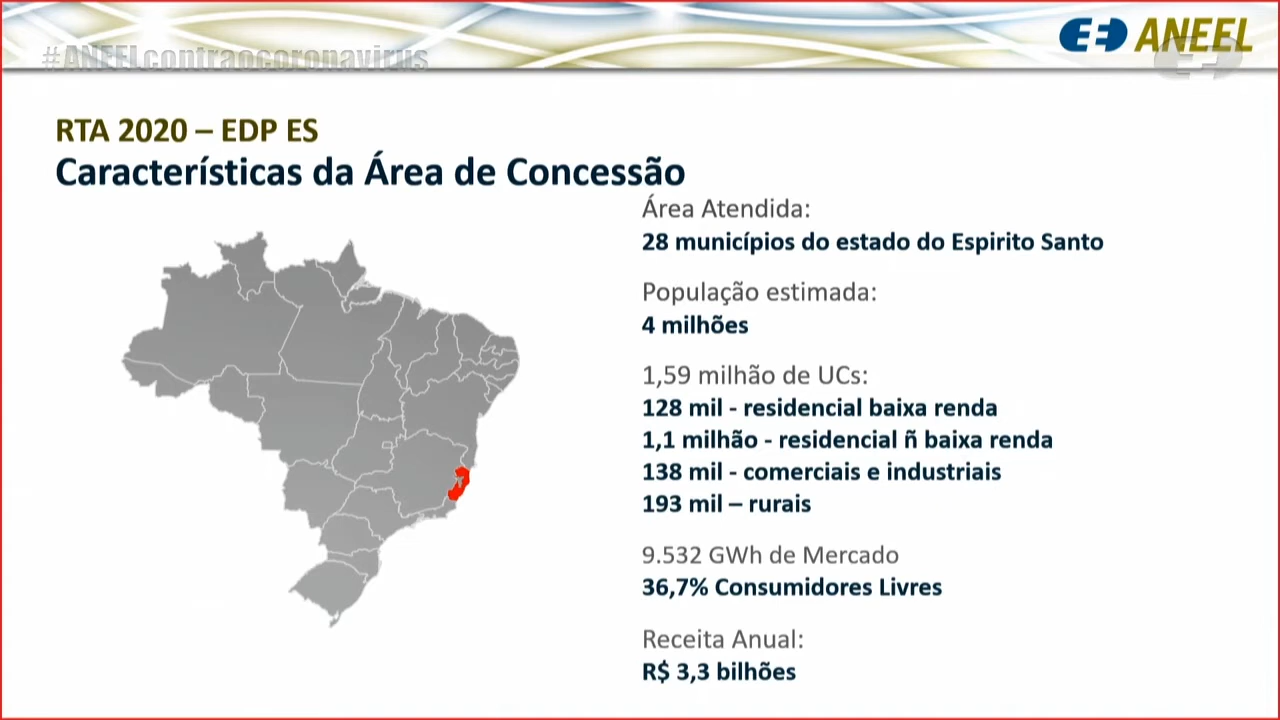 #ANEELcontraocoronavirus
ANEEL
RTA 2020 – EDP ES
Características da Área de Concessão
Área Atendida:
28 municípios do estado do Espirito Santo
População estimada:
4 milhões
1,59 milhão de UCs:
128 mil - residencial baixa renda
1,1 milhão - residencial ñ baixa renda
138 mil - comerciais e industriais
193 mil – rurais
9.532 GWh de Mercado
36,7% Consumidores Livres
Receita Anual:
R$ 3,3 bilhões